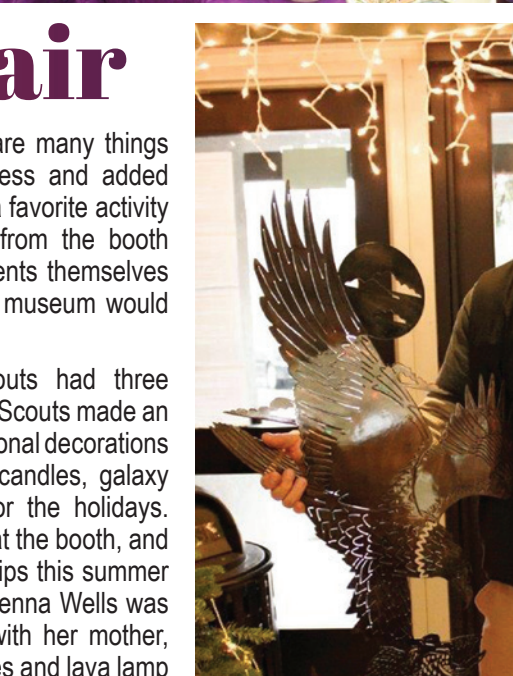 air
are many things
ess and added
favorite activity
from the booth
ents themselves
museum would
outs had three
Scouts made an
onal decorations
candles, galaxy
or the holidays.
at the booth, and
ips this summer
enna Wells was
with her mother,
es and lava lamp